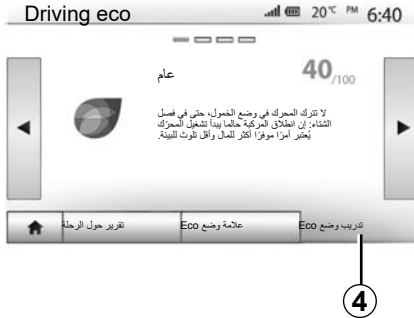 Driving eco
20°C PM 6:40
عام
40/100
لا تترك المحرك في وضع الخمول، حتى في فصل
الشتاء: إن انطلاق المركبة حالما يبدأ تشغيل المحرّك
يُعتبر أمرًا موفرًا أكثر للمال وأقل تلوث للبيئة.
تقرير حول الرحلة
علامة وضع Eco
تدريب وضع Eco
4